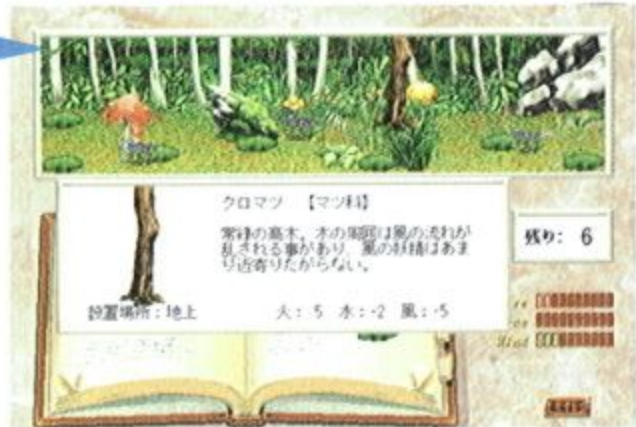 クロマツ 【マツ科】
常緑の高木。木の周囲は風の流れが
乱される事があり、風の妖精はあま
り近寄りたがらない。
設置場所:地上 火: 5 水:-2 風:-5
残り: 6